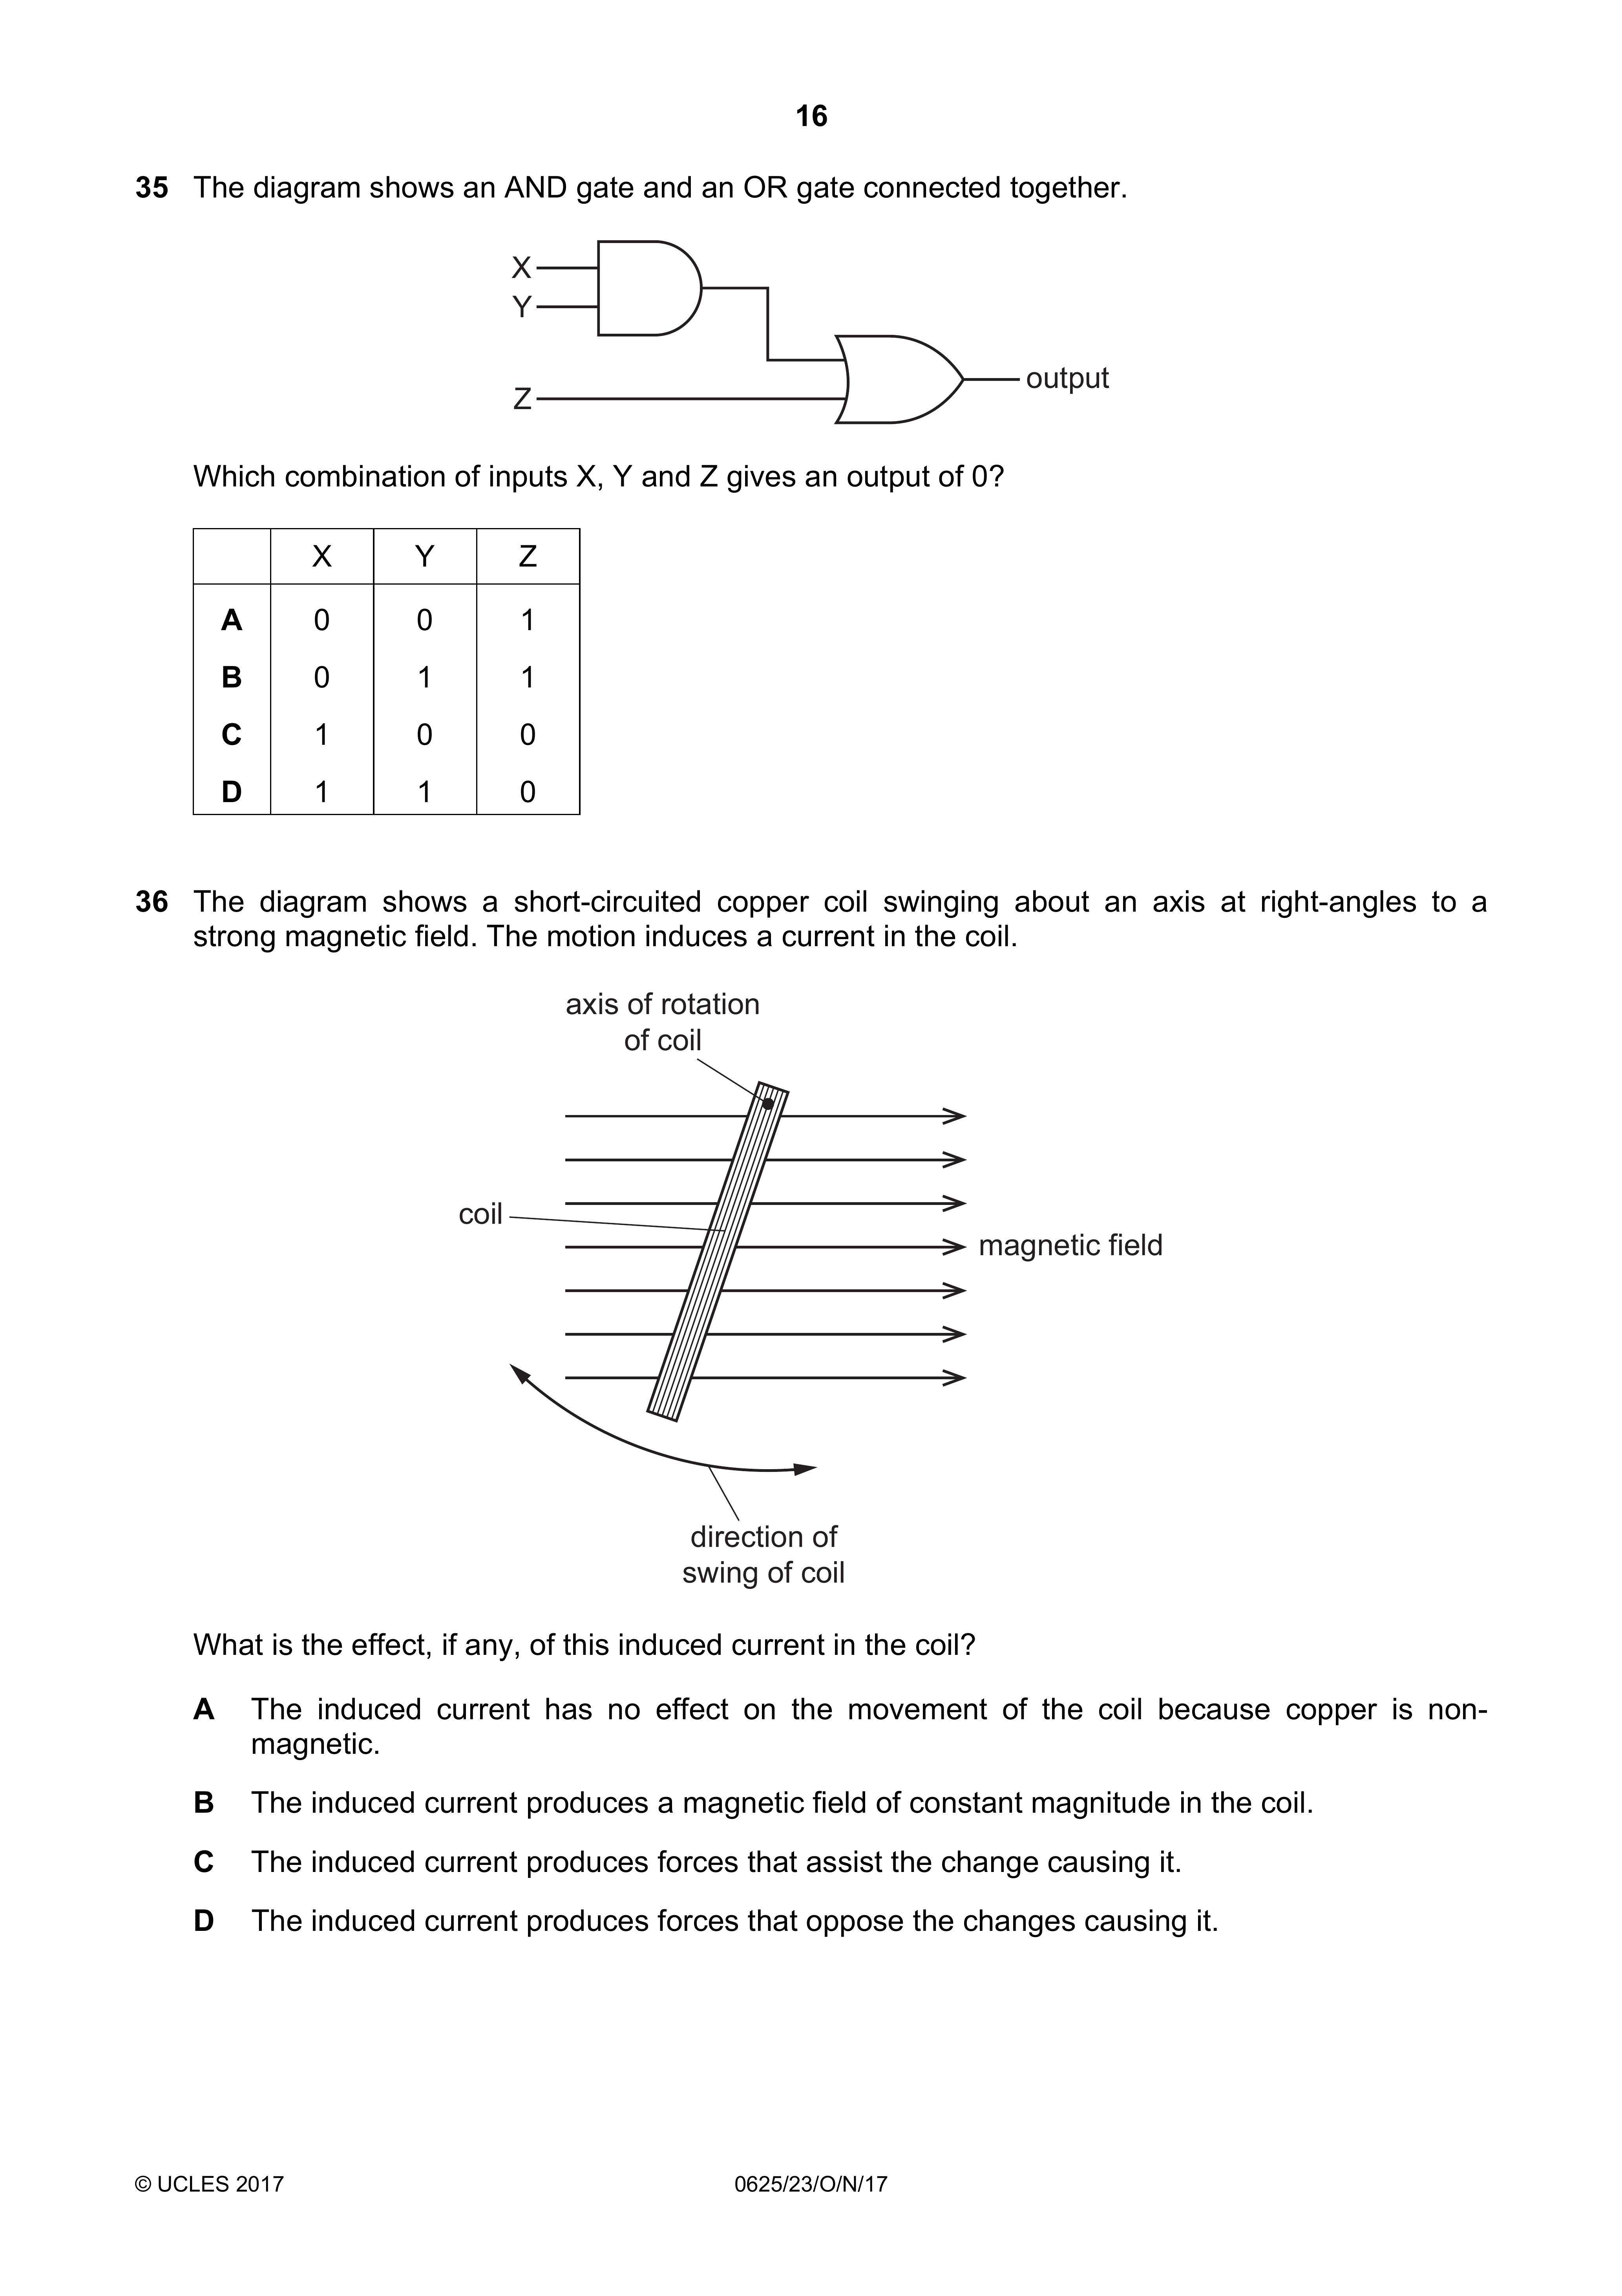 16
35 The diagram shows an AND gate and an OR gate connected together.
X
Y
Z
output
Which combination of inputs X, Y and Z gives an output of 0?
X Y Z
A 0 0 1
B 0 1 1
C 1 0 0
D 1 1 0
36 The diagram shows a short-circuited copper coil swinging about an axis at right-angles to a
strong magnetic field. The motion induces a current in the coil.
axis of rotation
of coil
coil
magnetic field
direction of
swing of coil
What is the effect, if any, of this induced current in the coil?
A The induced current has no effect on the movement of the coil because copper is non-
magnetic.
B The induced current produces a magnetic field of constant magnitude in the coil.
C The induced current produces forces that assist the change causing it.
D The induced current produces forces that oppose the changes causing it.
© UCLES 2017 0625/23/O/N/17